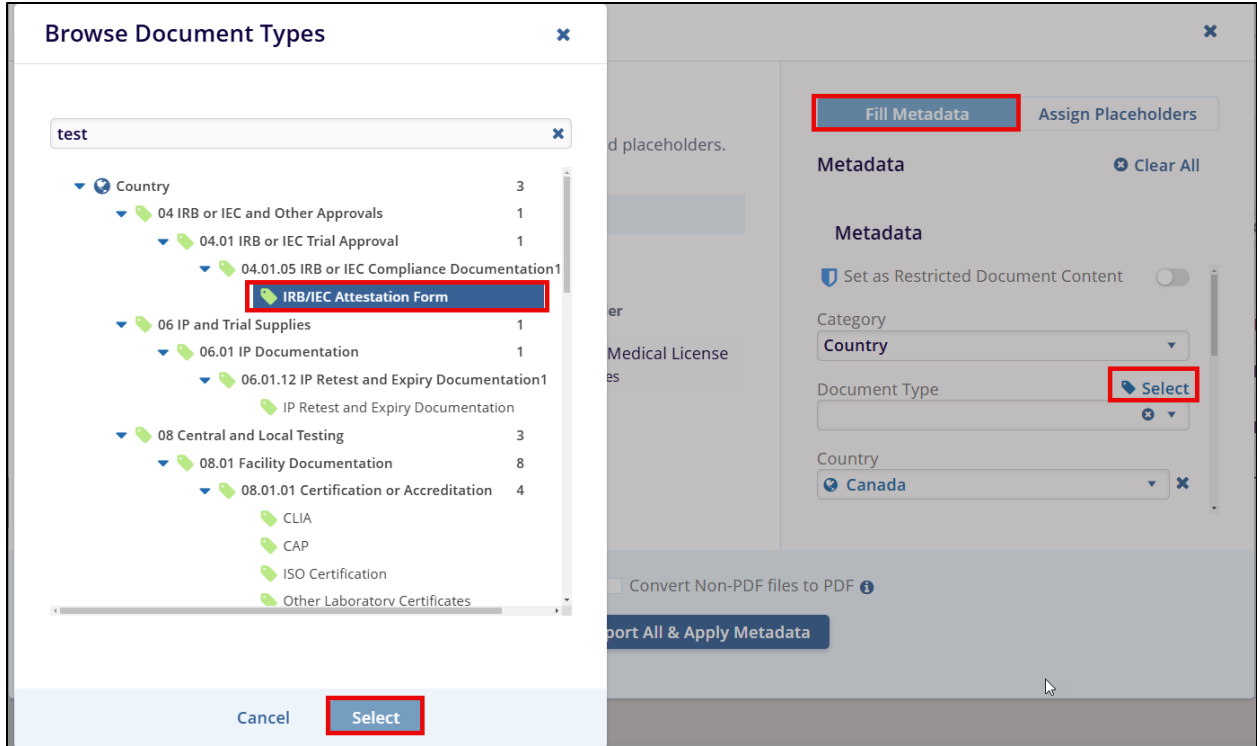 Browse Document Types
test
Country 3
04 IRB or IEC and Other Approvals 1
04.01 IRB or IEC Trial Approval 1
04.01.05 IRB or IEC Compliance Documentation1
IRB/IEC Attestation Form
06 IP and Trial Supplies 1
06.01 IP Documentation 1
06.01.12 IP Retest and Expiry Documentation1
IP Retest and Expiry Documentation
08 Central and Local Testing 3
08.01 Facility Documentation 8
08.01.01 Certification or Accreditation 4
CLIA
CAP
ISO Certification
Other Laboratory Certificates
Cancel Select
d placeholders.
er
Medical License
es
Convert Non-PDF files to PDF
port All & Apply Metadata
Fill Metadata Assign Placeholders
Metadata Clear All
Metadata
Set as Restricted Document Content
Category
Country
Document Type Select
Country
Canada